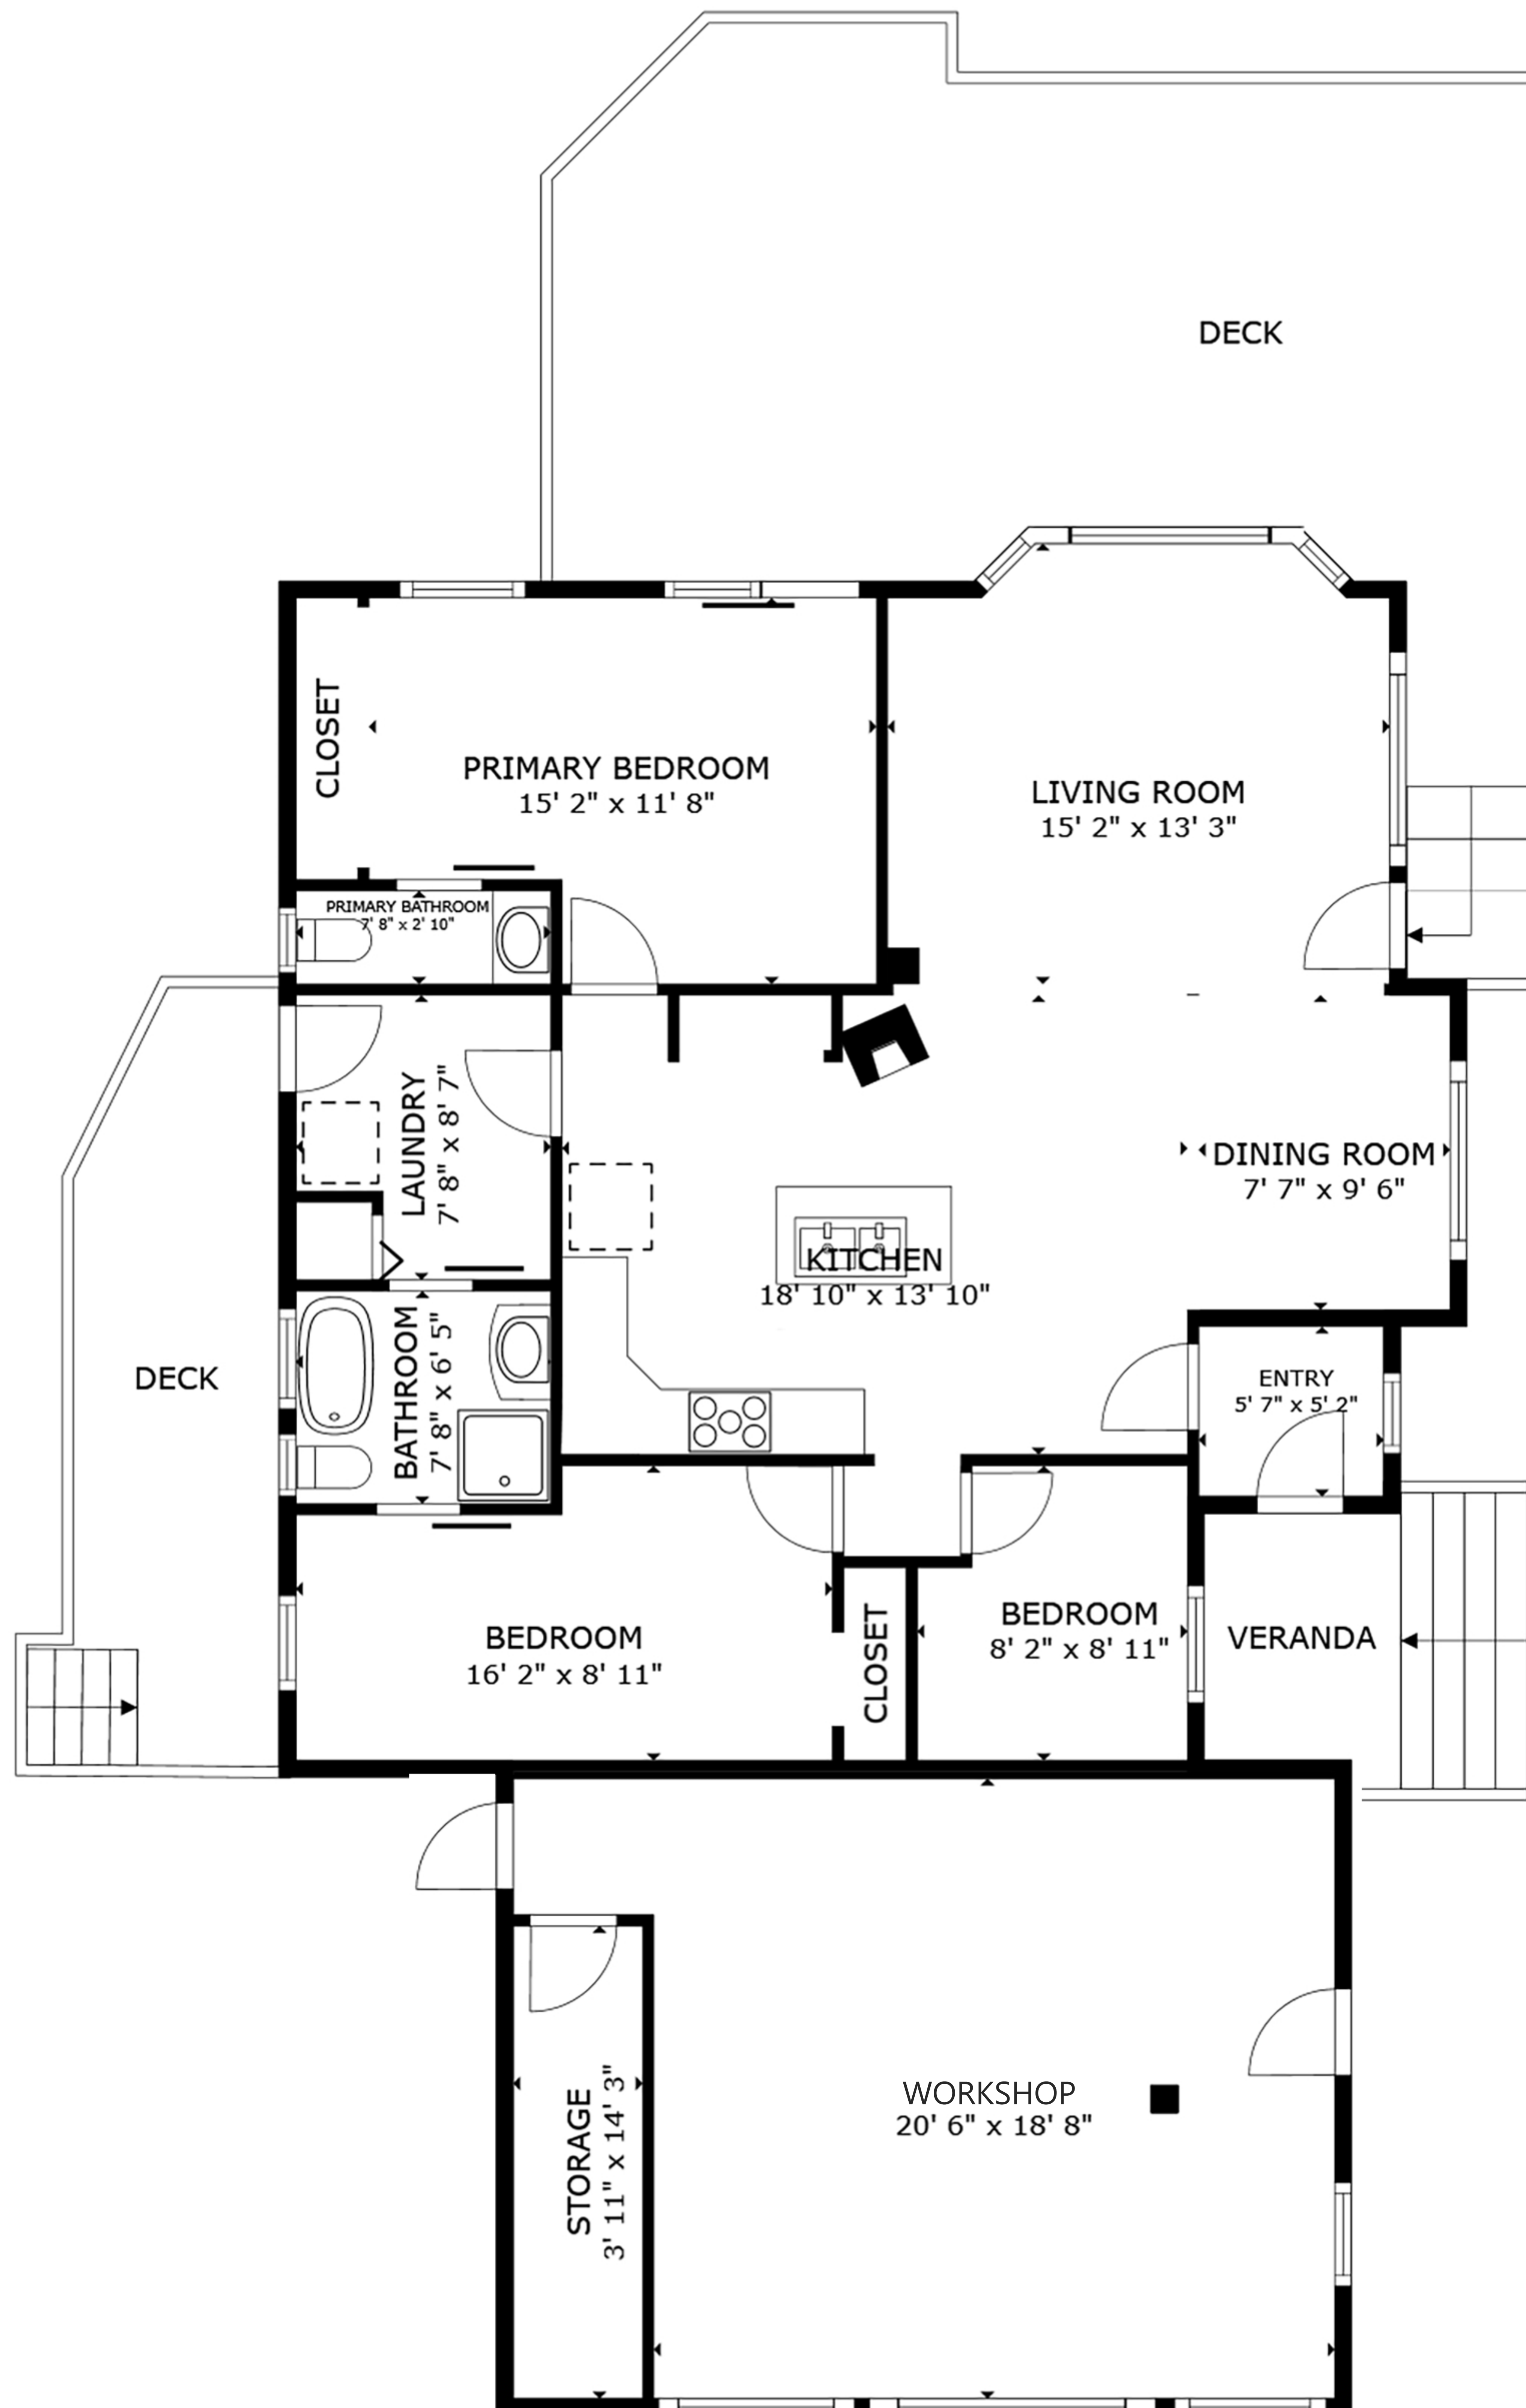 DECK
CLOSET
PRIMARY BEDROOM
15' 2" x 11' 8"
LIVING ROOM
15' 2" x 13' 3"
PRIMARY BATHROOM
7' 8" x 2' 10"
LAUNDRY
7' 8" x 8' 7"
DINING ROOM
7' 7" x 9' 6"
KITCHEN
18' 10" x 13' 10"
DECK
BATHROOM
7' 8" x 6' 5"
ENTRY
5' 7" x 5' 2"
BEDROOM
16' 2" x 8' 11"
CLOSET
BEDROOM
8' 2" x 8' 11"
VERANDA
STORAGE
3' 11" x 14' 3"
WORKSHOP
20' 6" x 18' 8"